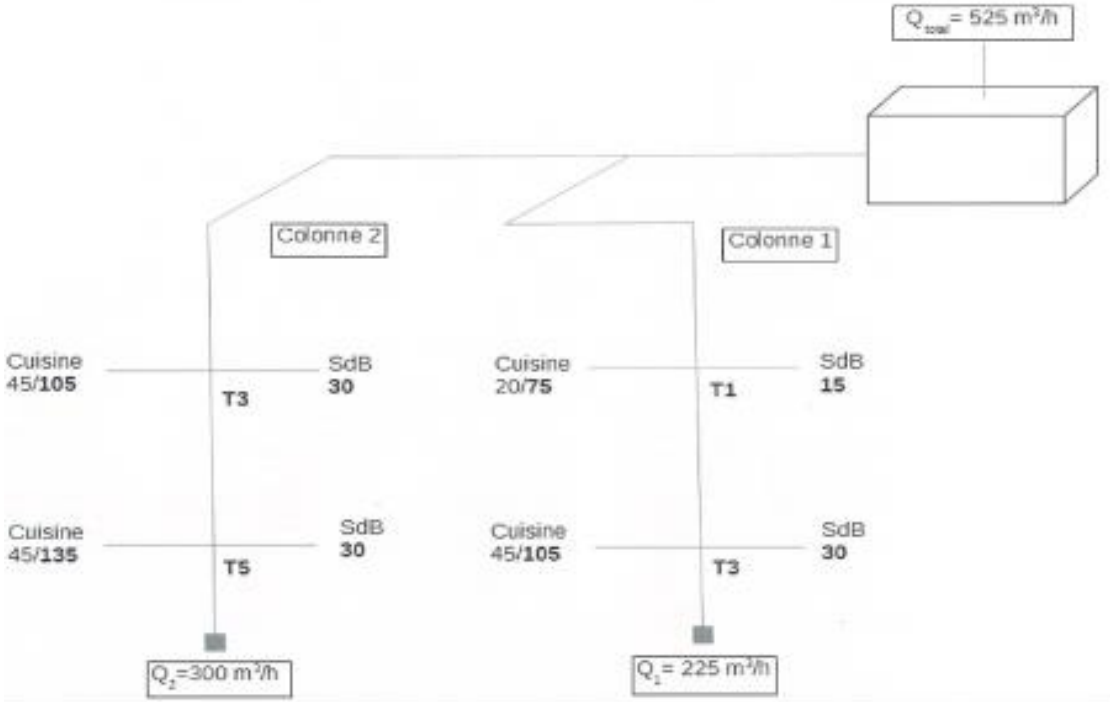 Q total = 525 m³/h
Colonne 2
Colonne 1
Cuisine
45/105
SdB
30
T3
Cuisine
20/75
SdB
15
T1
Cuisine
45/135
SdB
30
T5
Cuisine
45/105
SdB
30
T3
Q2=300 m³/h
Q1= 225 m³/h